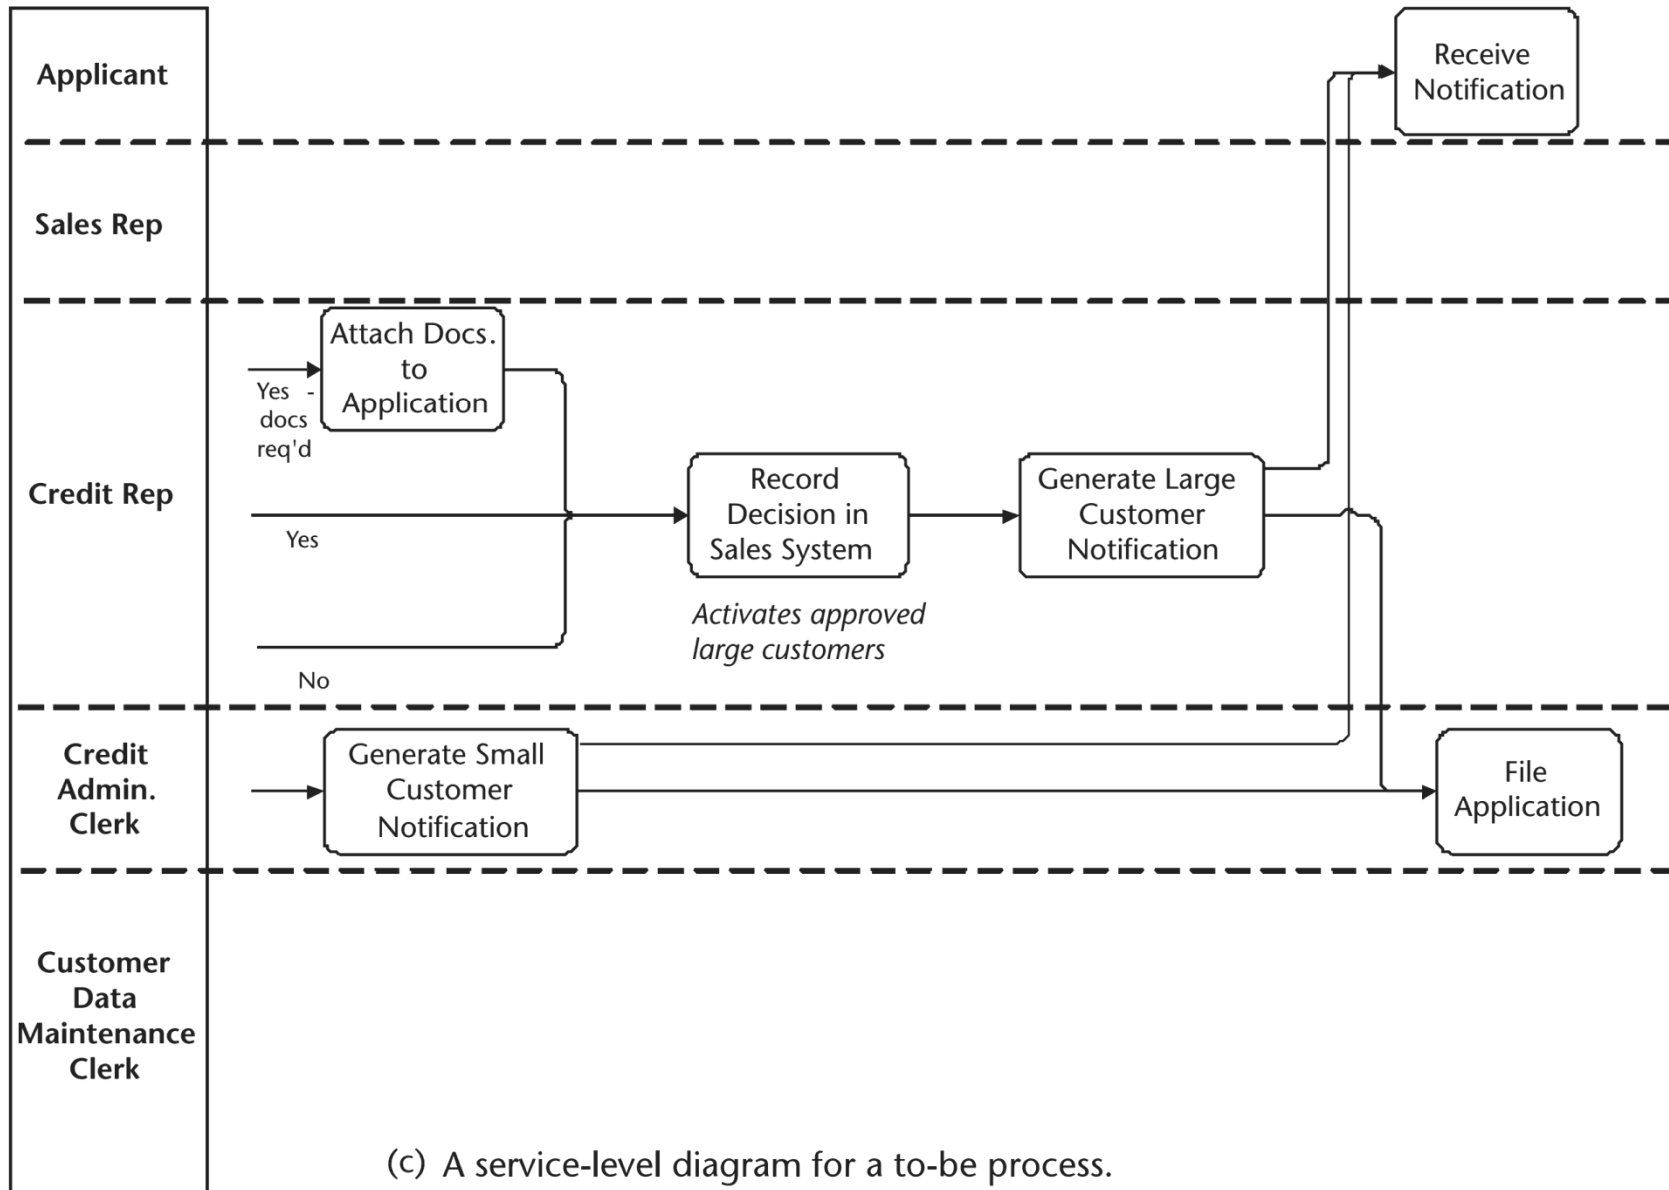 Applicant
Receive
Notification
Sales Rep
Credit Rep
Attach Docs.
to
Application
Yes -
docs
req'd
Yes
No
Record
Decision in
Sales System
Activates approved
large customers
Generate Large
Customer
Notification
Credit
Admin.
Clerk
Generate Small
Customer
Notification
File
Application
Customer
Data
Maintenance
Clerk
(c) A service-level diagram for a to-be process.